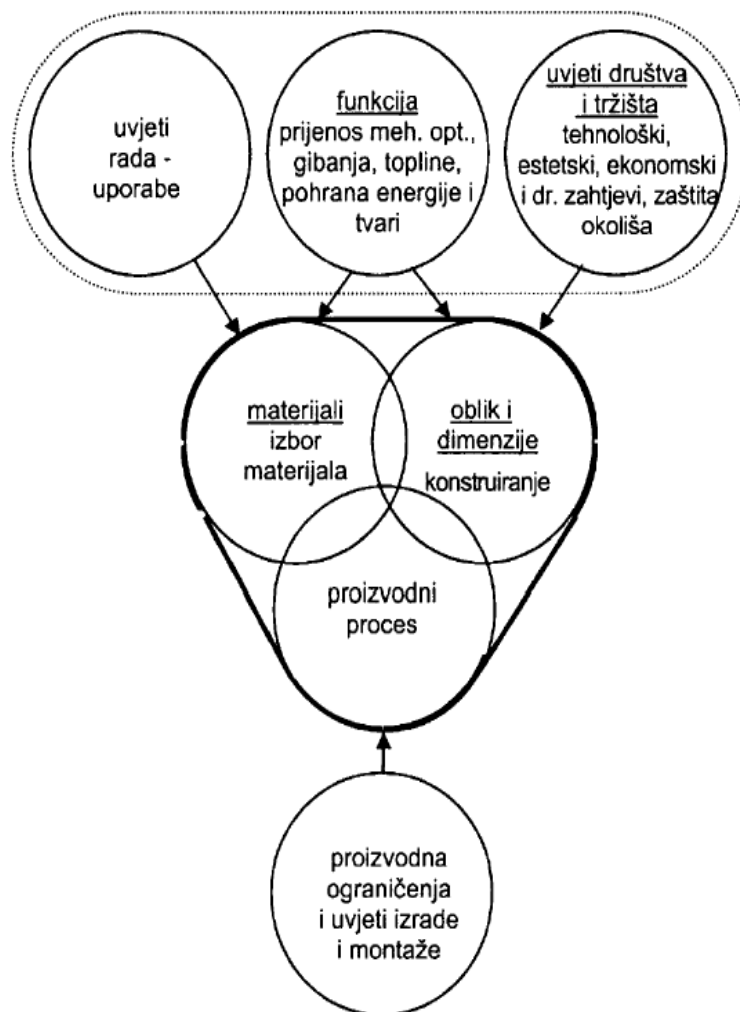 uvjeti
rada -
uporabe
funkcija
prijenos meh. opt.,
gibanja, topline,
pohrana energije i
tvari
uvjeti društva
i tržišta
tehnološki,
estetski, ekonomski
i dr. zahtjevi, zaštita
okoliša
materijali
izbor
materijala
oblik i
dimenzije
konstruiranje
proizvodni
proces
proizvodna
ograničenja
i uvjeti izrade
i montaže